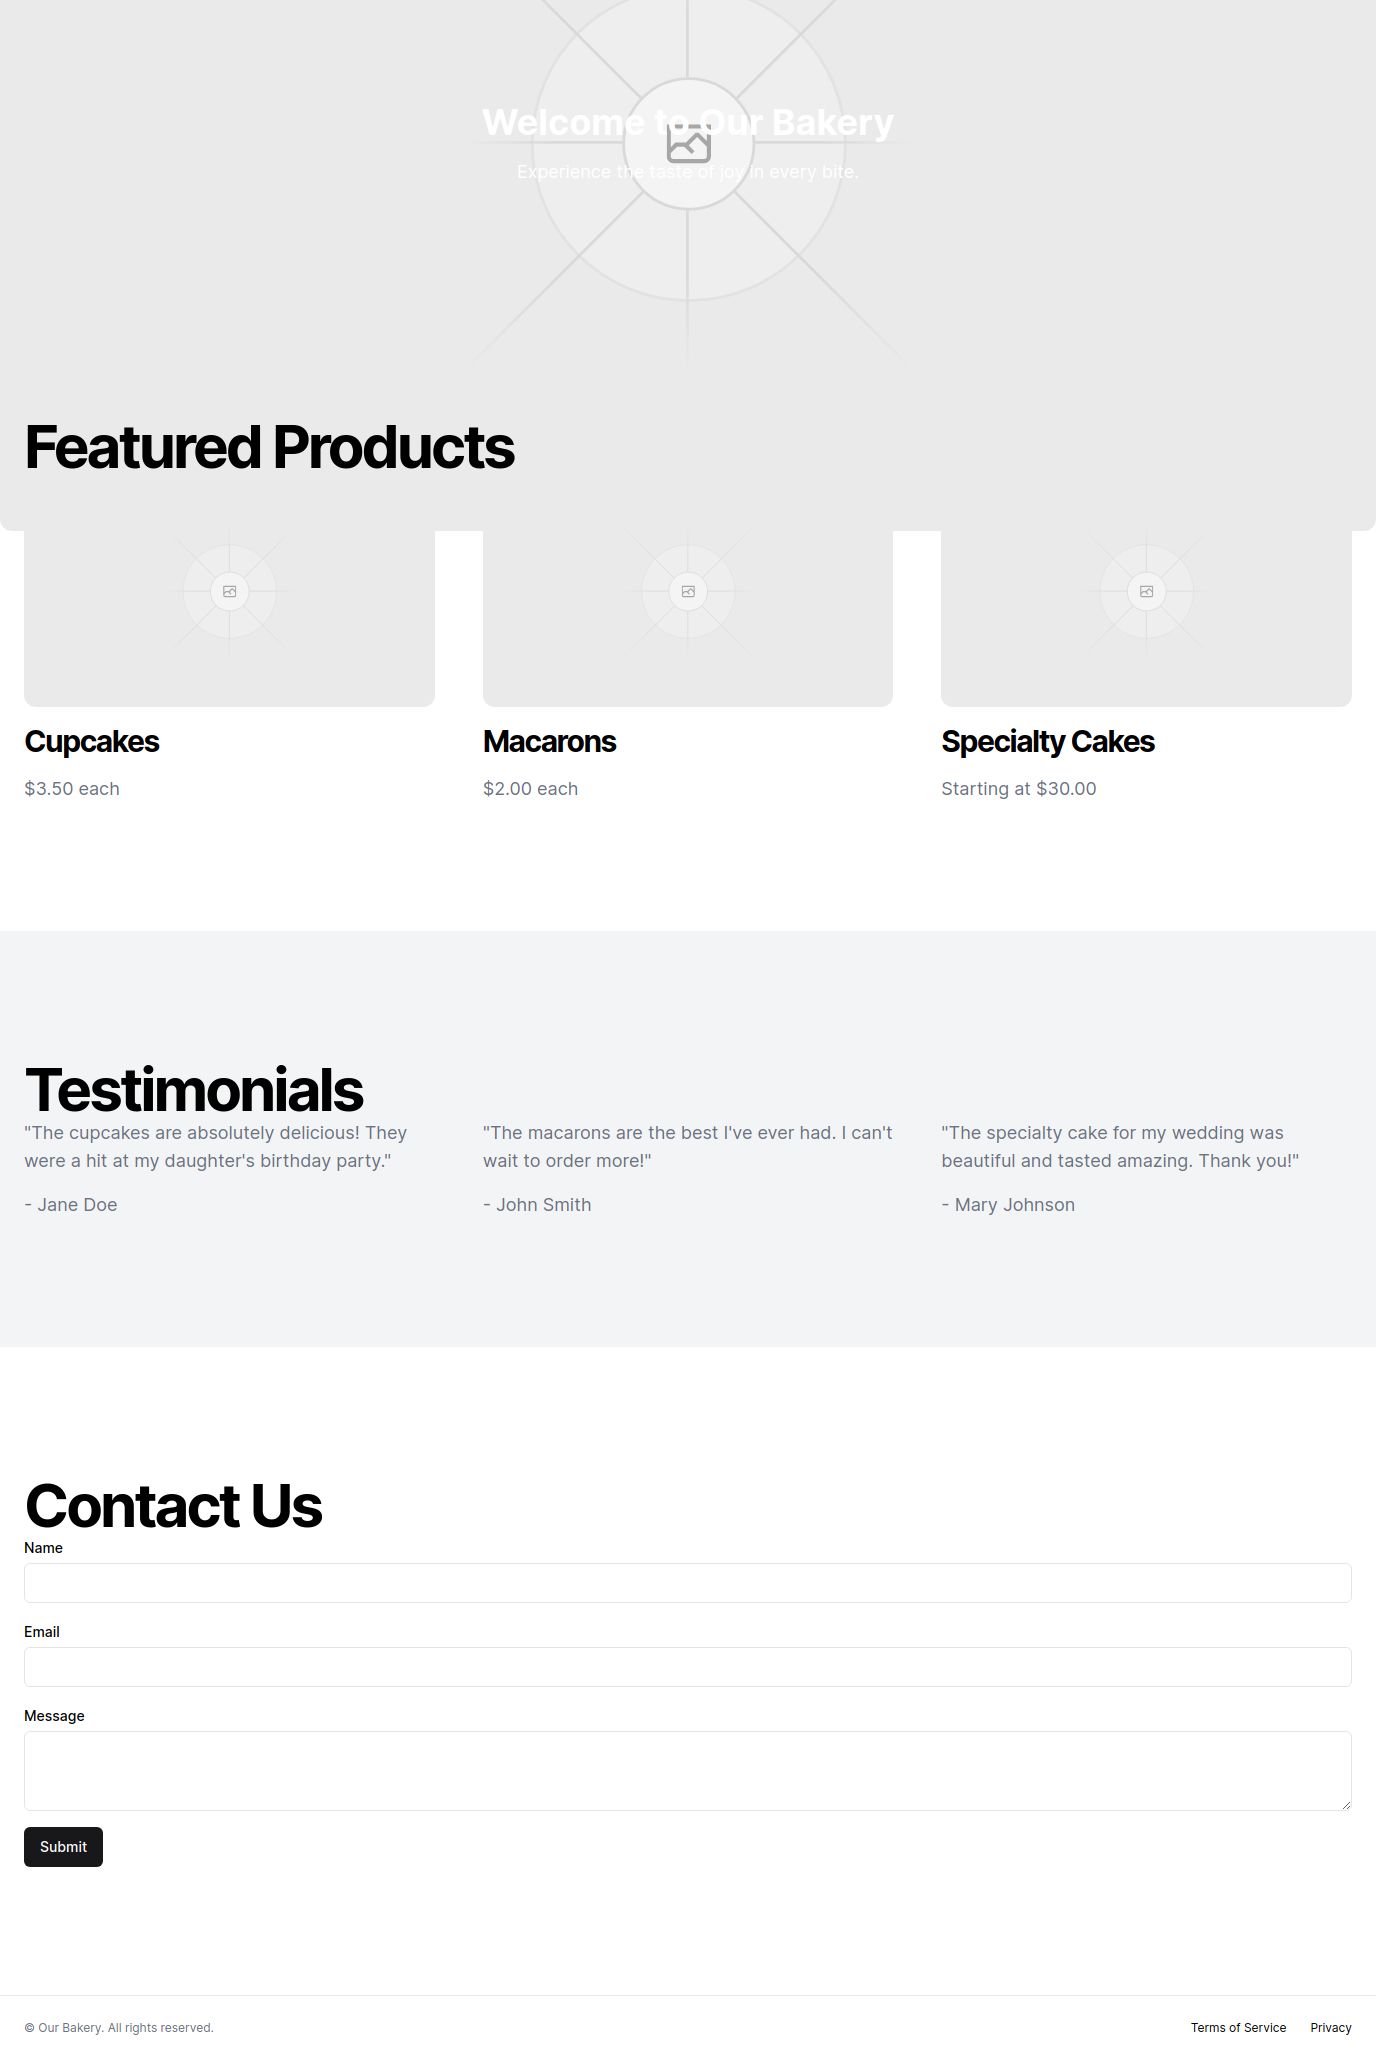 Welcome to Our Bakery
Experience the taste of joy in every bite.
Featured Products
Cupcakes
$3.50 each
Macarons
$2.00 each
Specialty Cakes
Starting at $30.00
Testimonials
"The cupcakes are absolutely delicious! They
were a hit at my daughter's birthday party."
- Jane Doe
"The macarons are the best I've ever had. I can't
wait to order more!"
- John Smith
"The specialty cake for my wedding was
beautiful and tasted amazing. Thank you!"
- Mary Johnson
Contact Us
Name
Email
Message
Submit
© Our Bakery. All rights reserved.
Terms of Service
Privacy